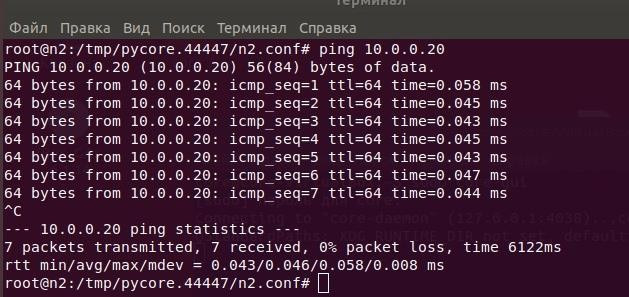 Терминал
Файл Правка Вид Поиск Терминал Справка
root@n2:/tmp/pycore.44447/n2.conf# ping 10.0.0.20
PING 10.0.0.20 (10.0.0.20) 56(84) bytes of data.
64 bytes from 10.0.0.20: icmp_seq=1 ttl=64 time=0.058 ms
64 bytes from 10.0.0.20: icmp_seq=2 ttl=64 time=0.045 ms
64 bytes from 10.0.0.20: icmp_seq=3 ttl=64 time=0.043 ms
64 bytes from 10.0.0.20: icmp_seq=4 ttl=64 time=0.045 ms
64 bytes from 10.0.0.20: icmp_seq=5 ttl=64 time=0.043 ms
64 bytes from 10.0.0.20: icmp_seq=6 ttl=64 time=0.047 ms
64 bytes from 10.0.0.20: icmp_seq=7 ttl=64 time=0.044 ms
^C
--- 10.0.0.20 ping statistics ---
7 packets transmitted, 7 received, 0% packet loss, time 6122ms
rtt min/avg/max/mdev = 0.043/0.046/0.058/0.008 ms
root@n2:/tmp/pycore.44447/n2.conf#